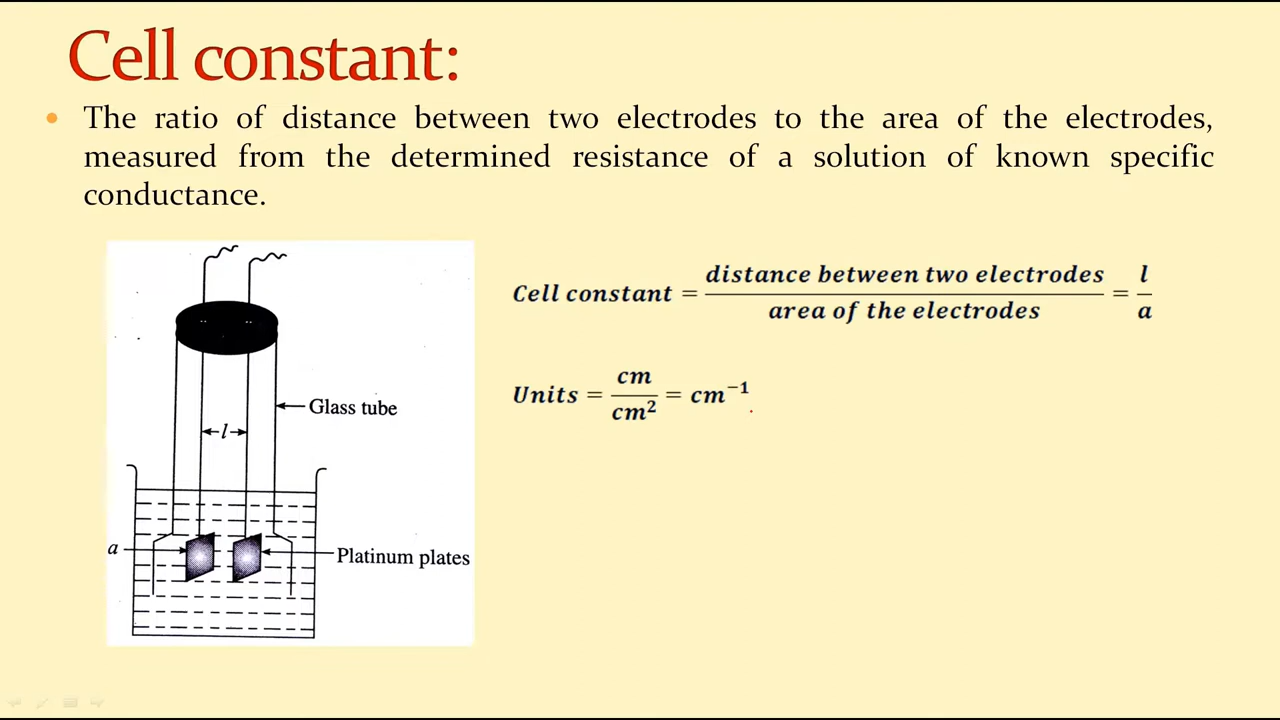 Cell constant:
• The ratio of distance between two electrodes to the area of the electrodes,
measured from the determined resistance of a solution of known specific
conductance.
Cell constant = distance between two electrodes / area of the electrodes = l / a
Units = cm / cm² = cm⁻¹
Glass tube
l
a
Platinum plates